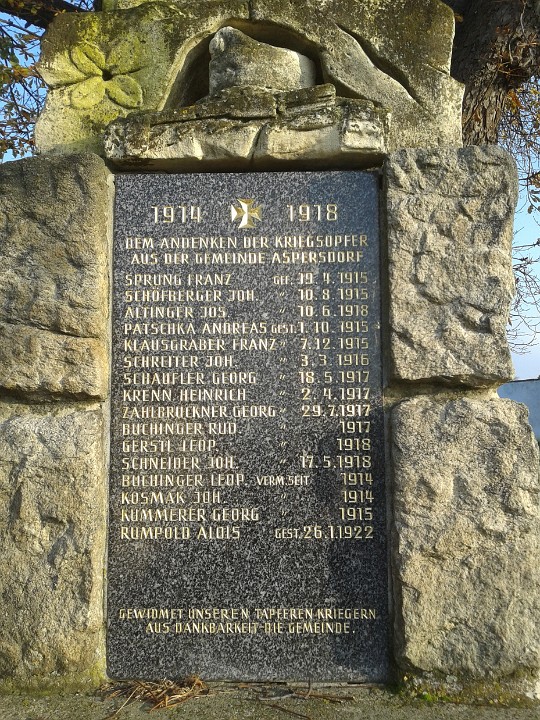 1914 1918
DEM ANDENKEN DER KRIEGSOPFER
AUS DER GEMEINDE ASPERSDORF
SPRUNG FRANZ GEF. 19.4.1915
SCHÖFBERGER JOH. " 10.8.1915
ALTINGER JOS. " 10.6.1918
PATSCHKA ANDREAS GEST. 1.10.1915
KLAUSGRABER FRANZ " 7.12.1915
SCHREITER JOH. " 3.3.1916
SCHAUFLER GEORG " 18.5.1917
KRENN HEINRICH " 2.4.1917
ZAHLBRUCKNER GEORG " 29.7.1917
BUCHINGER RUD. " 1917
GERSTL LEOP. " 1918
SCHNEIDER JOH. " 17.5.1918
BUCHINGER LEOP. VERM.SEIT 1914
KOSMAK JOH. " 1914
KUMMERER GEORG " 1915
RUMPOLD ALOIS GEST. 26.1.1922
GEWIDMET UNSEREN TAPFEREN KRIEGERN
AUS DANKBARKEIT-DIE GEMEINDE.